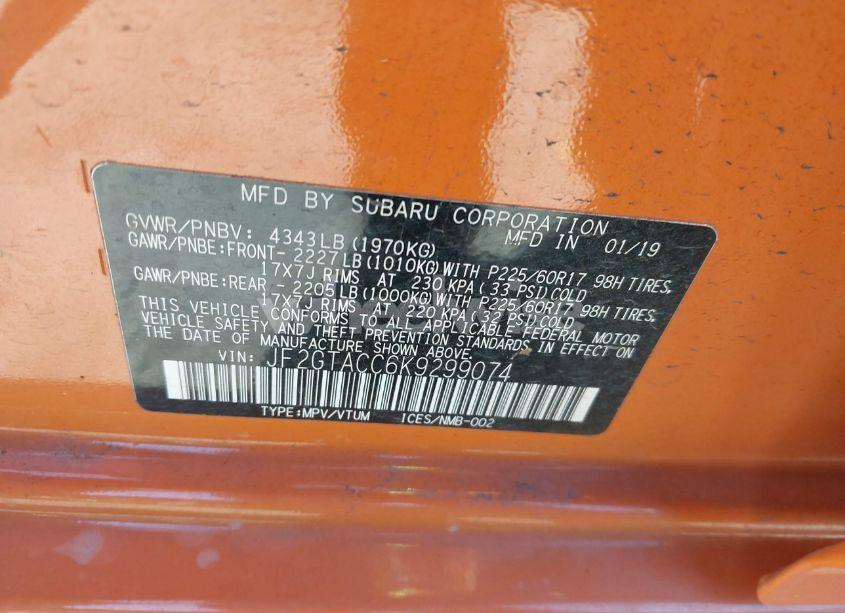 MFD BY SUBARU CORPORATION
MFD IN 01/19
GVWR/PNBV: 4343LB(1970KG)
GAWR/PNBE:FRONT- 2227LB(1010KG)WITH P225/60R17 98H TIRES,
17X7J RIMS AT 230 KPA(33 PSI)COLD
GAWR/PNBE:REAR - 2205LB(1000KG)WITH P225/60R17 98H TIRES,
17X7J RIMS AT 220 KPA(32 PSI)COLD
THIS VEHICLE CONFORMS TO ALL APPLICABLE FEDERAL MOTOR
VEHICLE SAFETY AND THEFT PREVENTION STANDARDS IN EFFECT ON
THE DATE OF MANUFACTURE SHOWN ABOVE.
VIN: JF2GTACC6K9299074
TYPE:MPV/VTUM ICES/NMB-002